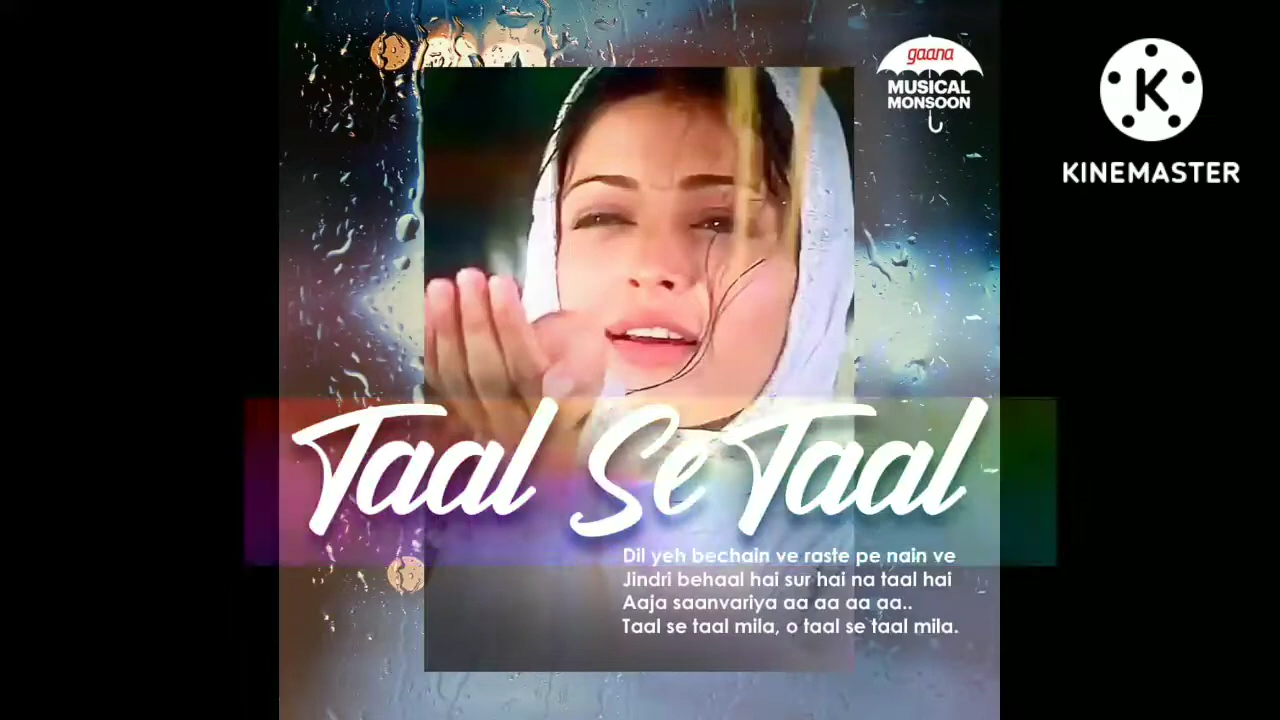 gaana
MUSICAL
MONSOON
K
KINEMASTER
Taal Se Taal
Dil yeh bechain ve raste pe nain ve
Jindri behaal hai sur hai na taal hai
Aaja saanvariya aa aa aa aa..
Taal se taal mila, o taal se taal mila.